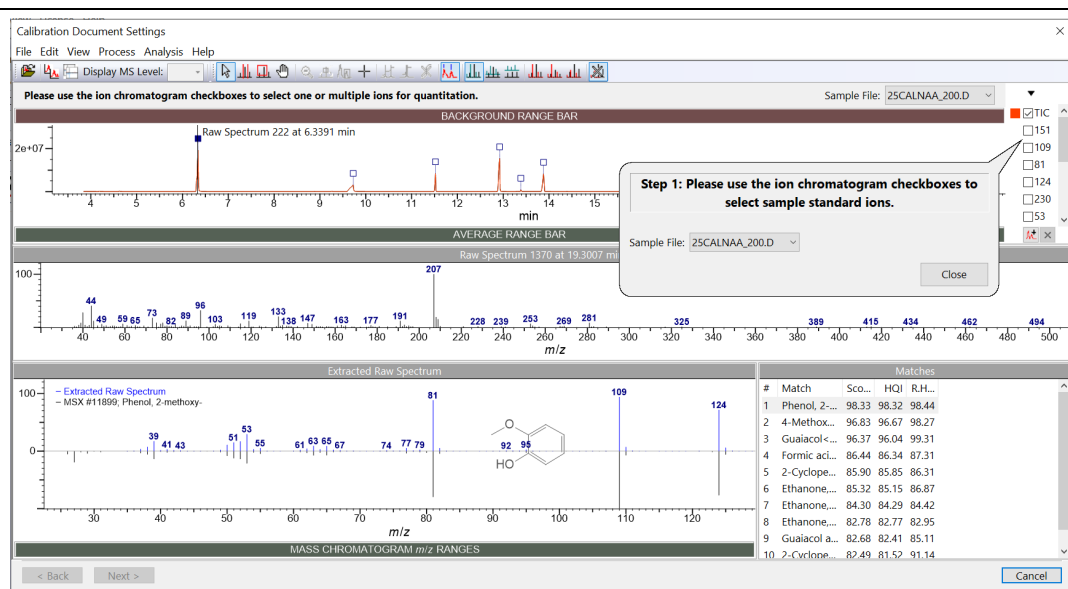 Calibration Document Settings
×
File Edit View Process Analysis Help
Display MS Level:
Please use the ion chromatogram checkboxes to select one or multiple ions for quantitation.
Sample File: 25CALNAA_200.D
BACKGROUND RANGE BAR
TIC
151
109
81
124
230
53
Raw Spectrum 222 at 6.3391 min
2e+07
4 5 6 7 8 9 10 11 12 13 14 15
min
Step 1: Please use the ion chromatogram checkboxes to
select sample standard ions.
Sample File: 25CALNAA_200.D
Close
AVERAGE RANGE BAR
Raw Spectrum 1370 at 19.3007 mi
100
207
44 49 59 65 73 82 89 96 103 119 133 138 147 163 177 191 228 239 253 269 281 325 389 415 434 462 494
40 60 80 100 120 140 160 180 200 220 240 260 280 300 320 340 360 380 400 420 440 460 480 500
m/z
Extracted Raw Spectrum
100
Extracted Raw Spectrum
MSX #11899; Phenol, 2-methoxy-
0
39 41 43 51 53 55 61 63 65 67 74 77 79 81 92 95 109 124
O
HO
30 40 50 60 70 80 90 100 110 120
m/z
MASS CHROMATOGRAM m/z RANGES
Matches
# Match Sco... HQI R.H...
1 Phenol, 2-... 98.33 98.32 98.44
2 4-Methox... 96.83 96.67 98.27
3 Guaiacol<... 96.37 96.04 99.31
4 Formic aci... 86.44 86.34 87.31
5 2-Cyclope... 85.90 85.85 86.31
6 Ethanone,... 85.32 85.15 86.87
7 Ethanone,... 84.30 84.29 84.42
8 Ethanone,... 82.78 82.77 82.95
9 Guaiacol a... 82.68 82.41 85.11
10 2-Cyclope... 82.49 81.52 91.14
< Back Next > Cancel